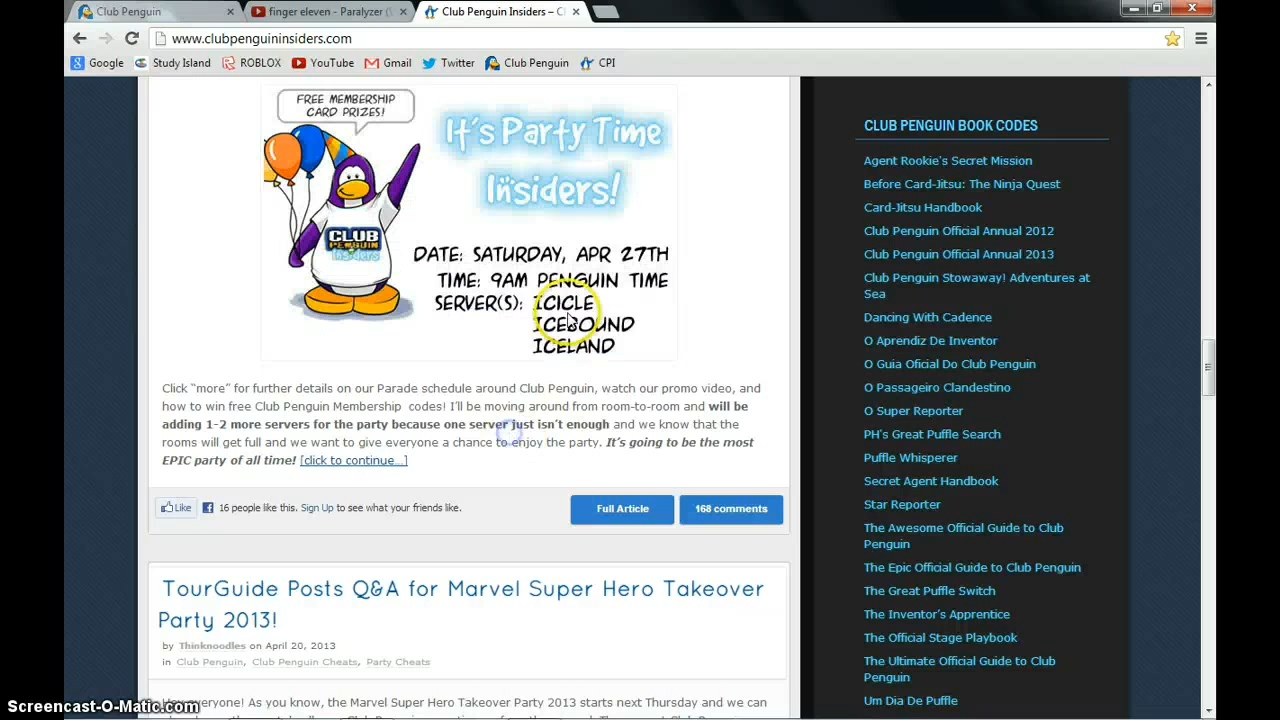 Club Penguin
finger eleven - Paralyzer (
Club Penguin Insiders – C
www.clubpenguininsiders.com
Google
Study Island
ROBLOX
YouTube
Gmail
Twitter
Club Penguin
CPI
FREE MEMBERSHIP
CARD PRIZES!
It's Party Time
Insiders!
CLUB
PENGUIN
Insiders
DATE: SATURDAY, APR 27TH
TIME: 9AM PENGUIN TIME
SERVER(S): ICICLE
ICEBOUND
ICELAND
Click “more” for further details on our Parade schedule around Club Penguin, watch our promo video, and
how to win free Club Penguin Membership codes! I'll be moving around from room-to-room and will be
adding 1-2 more servers for the party because one server just isn't enough and we know that the
rooms will get full and we want to give everyone a chance to enjoy the party. It's going to be the most
EPIC party of all time! [click to continue…]
Like
16 people like this. Sign Up to see what your friends like.
Full Article
168 comments
TourGuide Posts Q&A for Marvel Super Hero Takeover
Party 2013!
by Thinknoodles on April 20, 2013
in Club Penguin, Club Penguin Cheats, Party Cheats
everyone! As you know, the Marvel Super Hero Takeover Party 2013 starts next Thursday and we can
CLUB PENGUIN BOOK CODES
Agent Rookie's Secret Mission
Before Card-Jitsu: The Ninja Quest
Card-Jitsu Handbook
Club Penguin Official Annual 2012
Club Penguin Official Annual 2013
Club Penguin Stowaway! Adventures at
Sea
Dancing With Cadence
O Aprendiz De Inventor
O Guia Oficial Do Club Penguin
O Passageiro Clandestino
O Super Reporter
PH's Great Puffle Search
Puffle Whisperer
Secret Agent Handbook
Star Reporter
The Awesome Official Guide to Club
Penguin
The Epic Official Guide to Club Penguin
The Great Puffle Switch
The Inventor's Apprentice
The Official Stage Playbook
The Ultimate Official Guide to Club
Penguin
Um Dia De Puffle
Screencast-O-Matic.com